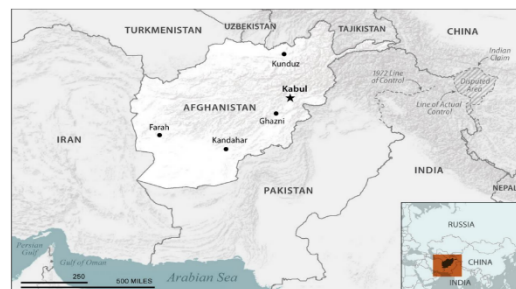 TURKMENISTAN
UZBEKISTAN
TAJIKISTAN
CHINA
Kunduz
Indian
Claim
1972 Line
of Control
Disputed
Area
Kabul
AFGHANISTAN
Line of Actual
Control
Ghazni
IRAN
Farah
Kandahar
PAKISTAN
INDIA
NEPAL
Persian
Gulf
Gulf of Oman
Arabian Sea
250
500 MILES
RUSSIA
CHINA
INDIA